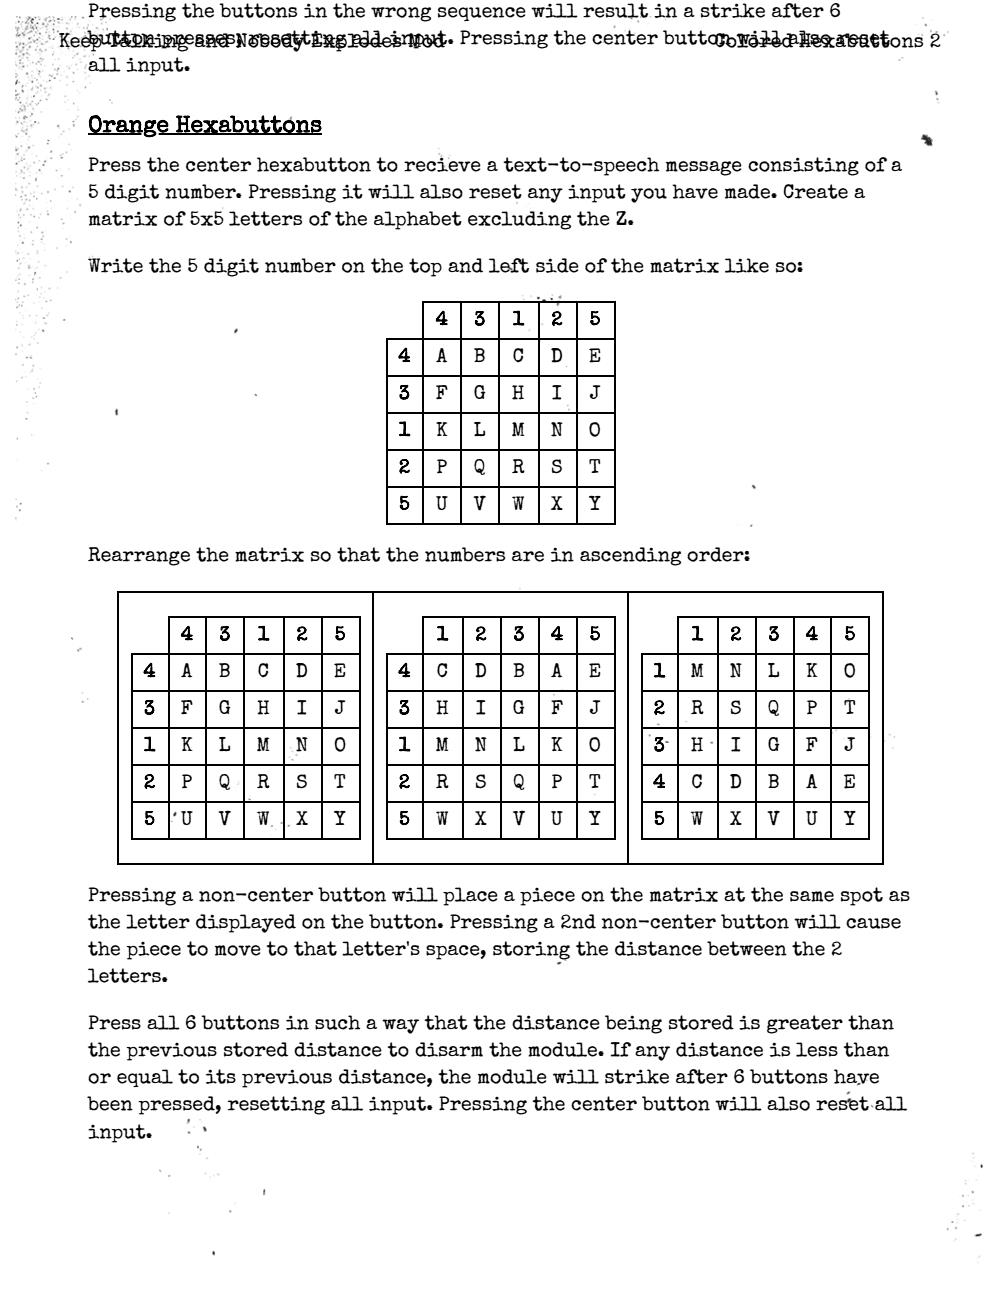 Pressing the buttons in the wrong sequence will result in a strike after 6
Keep Talking and Nobody Explodes Mod
Colored Hexabuttons 2
button presses, resetting all input. Pressing the center button will also reset
all input.
Orange Hexabuttons
Press the center hexabutton to recieve a text-to-speech message consisting of a
5 digit number. Pressing it will also reset any input you have made. Create a
matrix of 5x5 letters of the alphabet excluding the Z.
Write the 5 digit number on the top and left side of the matrix like so:
4 3 1 2 5
4 A B C D E
3 F G H I J
1 K L M N O
2 P Q R S T
5 U V W X Y
Rearrange the matrix so that the numbers are in ascending order:
4 3 1 2 5
4 A B C D E
3 F G H I J
1 K L M N O
2 P Q R S T
5 U V W X Y
1 2 3 4 5
4 C D B A E
3 H I G F J
1 M N L K O
2 R S Q P T
5 W X V U Y
1 2 3 4 5
1 M N L K O
2 R S Q P T
3 H I G F J
4 C D B A E
5 W X V U Y
Pressing a non-center button will place a piece on the matrix at the same spot as
the letter displayed on the button. Pressing a 2nd non-center button will cause
the piece to move to that letter's space, storing the distance between the 2
letters.
Press all 6 buttons in such a way that the distance being stored is greater than
the previous stored distance to disarm the module. If any distance is less than
or equal to its previous distance, the module will strike after 6 buttons have
been pressed, resetting all input. Pressing the center button will also reset all
input.